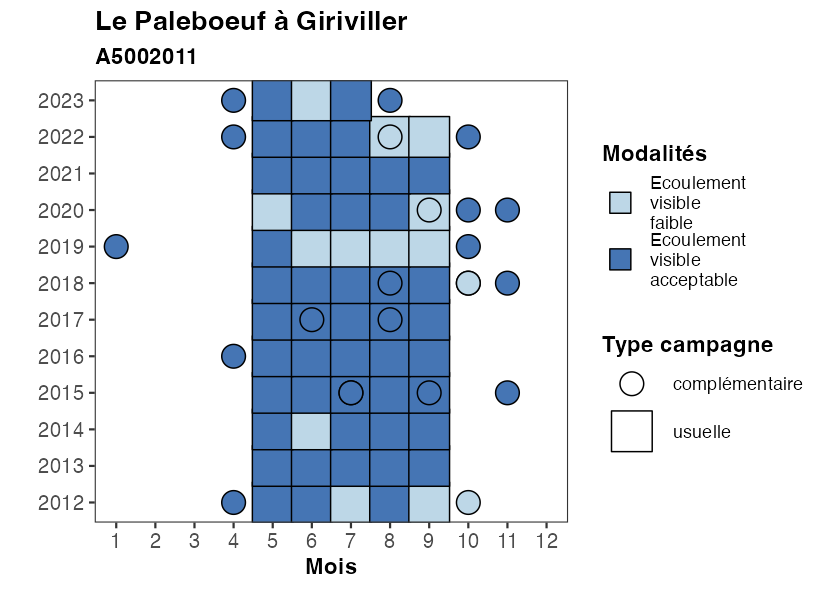 Le Paleboeuf à Giriviller
A5002011
2023
2022
2021
2020
2019
2018
2017
2016
2015
2014
2013
2012
1 2 3 4 5 6 7 8 9 10 11 12
Mois
Modalités
Ecoulement
visible
faible
Ecoulement
visible
acceptable
Type campagne
complémentaire
usuelle